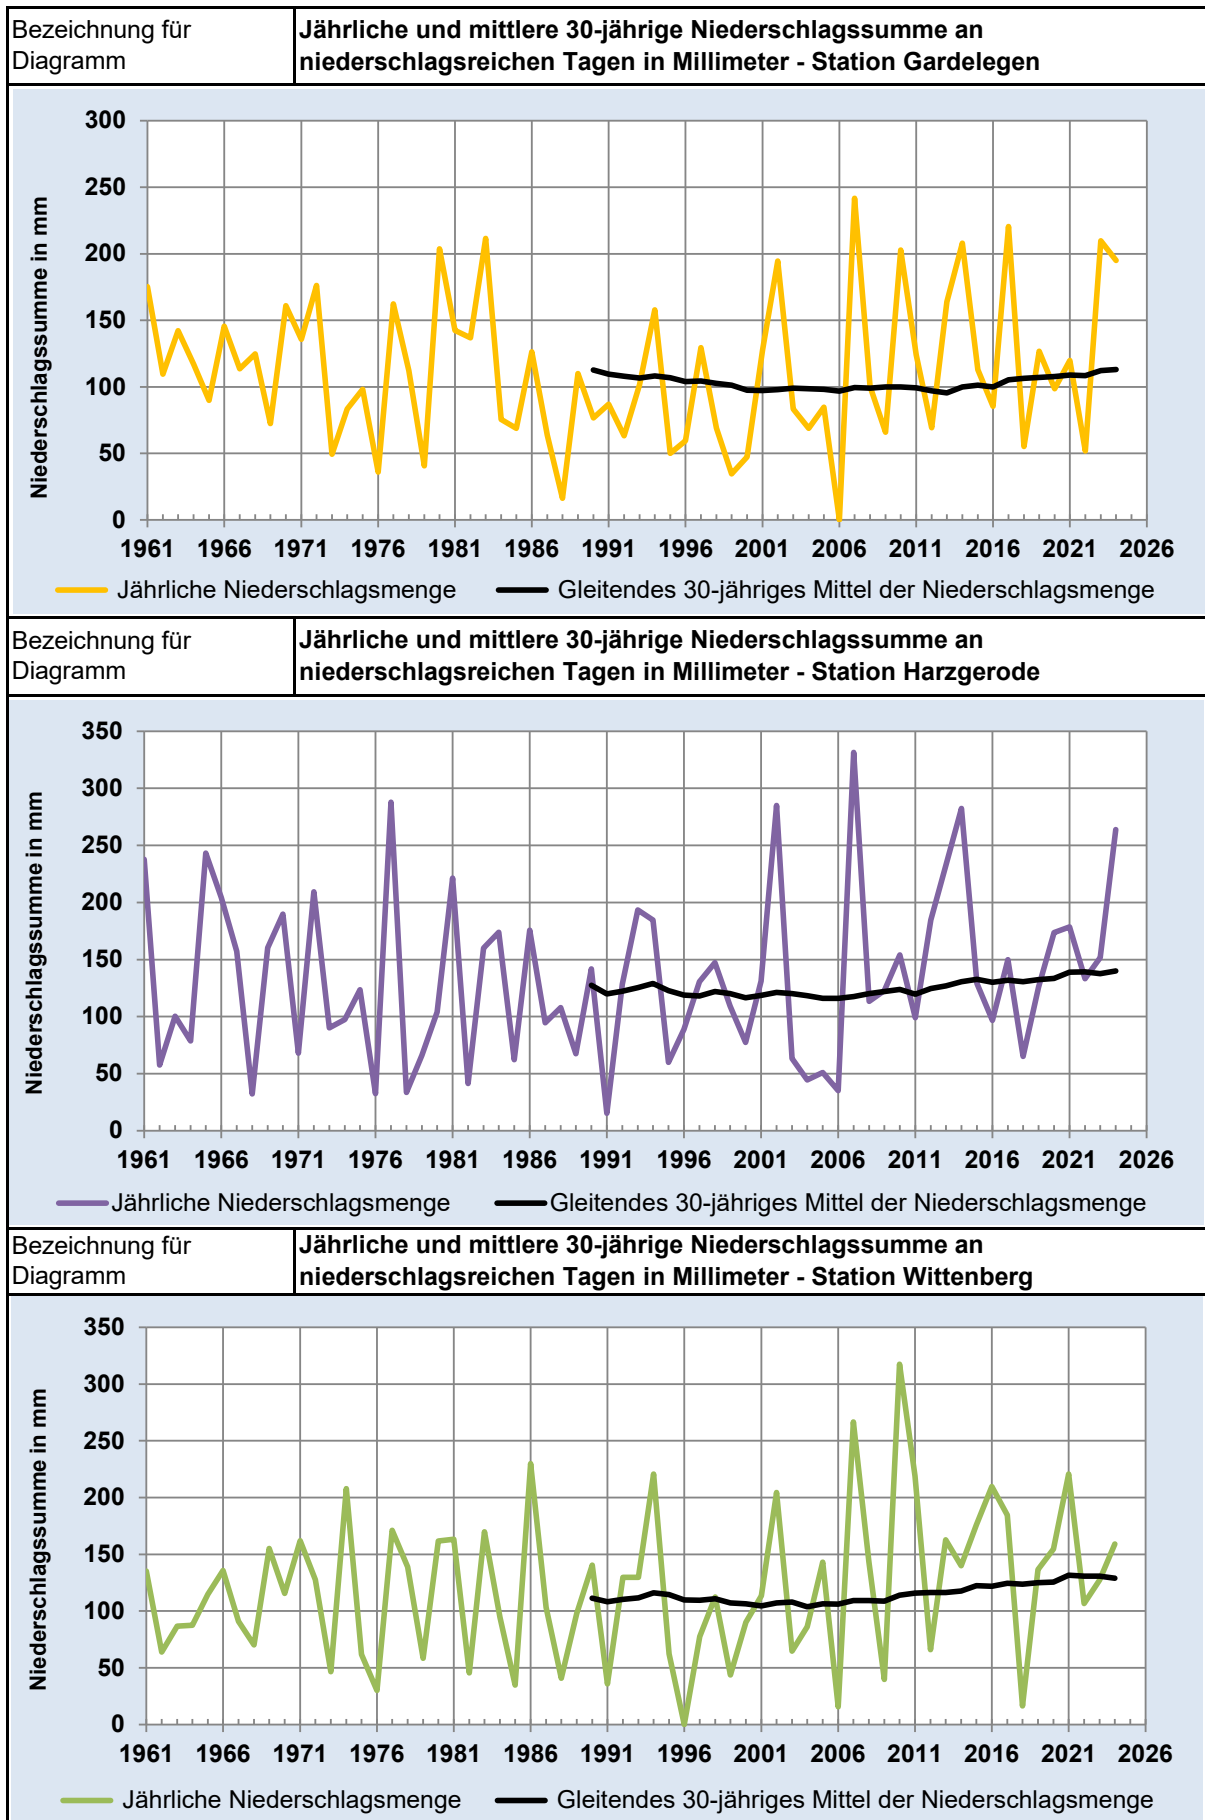 Bezeichnung für
Diagramm
Jährliche und mittlere 30-jährige Niederschlagssumme an
niederschlagsreichen Tagen in Millimeter - Station Gardelegen
Niederschlagssumme in mm
300
250
200
150
100
50
0
1961 1966 1971 1976 1981 1986 1991 1996 2001 2006 2011 2016 2021 2026
Jährliche Niederschlagsmenge Gleitendes 30-jähriges Mittel der Niederschlagsmenge
Bezeichnung für
Diagramm
Jährliche und mittlere 30-jährige Niederschlagssumme an
niederschlagsreichen Tagen in Millimeter - Station Harzgerode
Niederschlagssumme in mm
350
300
250
200
150
100
50
0
1961 1966 1971 1976 1981 1986 1991 1996 2001 2006 2011 2016 2021 2026
Jährliche Niederschlagsmenge Gleitendes 30-jähriges Mittel der Niederschlagsmenge
Bezeichnung für
Diagramm
Jährliche und mittlere 30-jährige Niederschlagssumme an
niederschlagsreichen Tagen in Millimeter - Station Wittenberg
Niederschlagssumme in mm
350
300
250
200
150
100
50
0
1961 1966 1971 1976 1981 1986 1991 1996 2001 2006 2011 2016 2021 2026
Jährliche Niederschlagsmenge Gleitendes 30-jähriges Mittel der Niederschlagsmenge